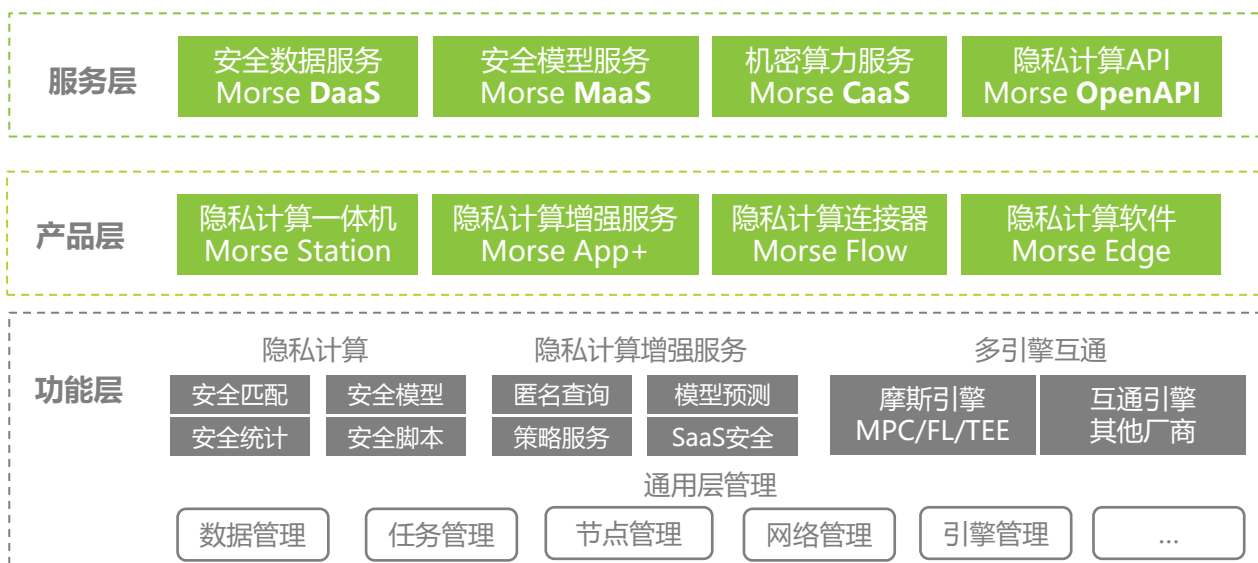 服务层
安全数据服务
Morse DaaS
安全模型服务
Morse MaaS
机密算力服务
Morse CaaS
隐私计算API
Morse OpenAPI
产品层
隐私计算一体机
Morse Station
隐私计算增强服务
Morse App+
隐私计算连接器
Morse Flow
隐私计算软件
Morse Edge
功能层
隐私计算
安全匹配
安全模型
安全统计
安全脚本
隐私计算增强服务
匿名查询
模型预测
策略服务
SaaS安全
多引擎互通
摩斯引擎
MPC/FL/TEE
互通引擎
其他厂商
通用层管理
数据管理
任务管理
节点管理
网络管理
引擎管理
...